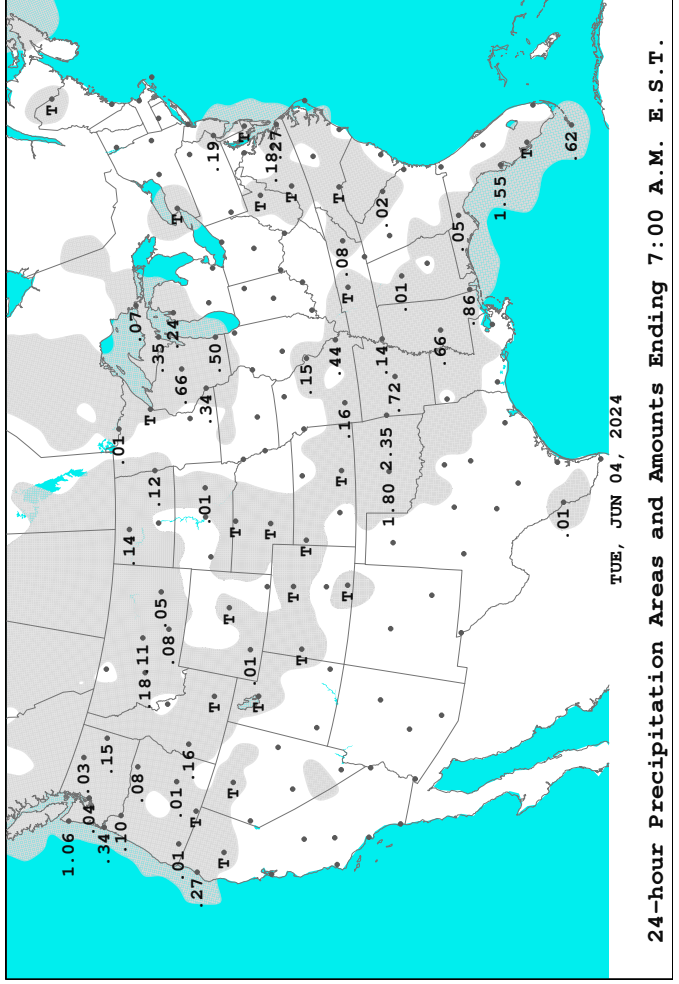 T
1.06
.03
.04
.34
.15
.01
.10
.14
.07
.08
.18 .11
T
.12
.35
.05
.08
.24
.01
T
.01
.66
.16
T
.27
.01
.34
.19
T
.50
T
T
T
T
T
.01
T
T
.18
T
.27
T
T
T
T
.15
.44
T
T
.08
.16
T
T
.14
.02
1.80 2.35
.72
.01
.66
.05
.86
1.55
T
.01
.62
TUE, JUN 04, 2024
24-hour Precipitation Areas and Amounts Ending 7:00 A.M. E.S.T.